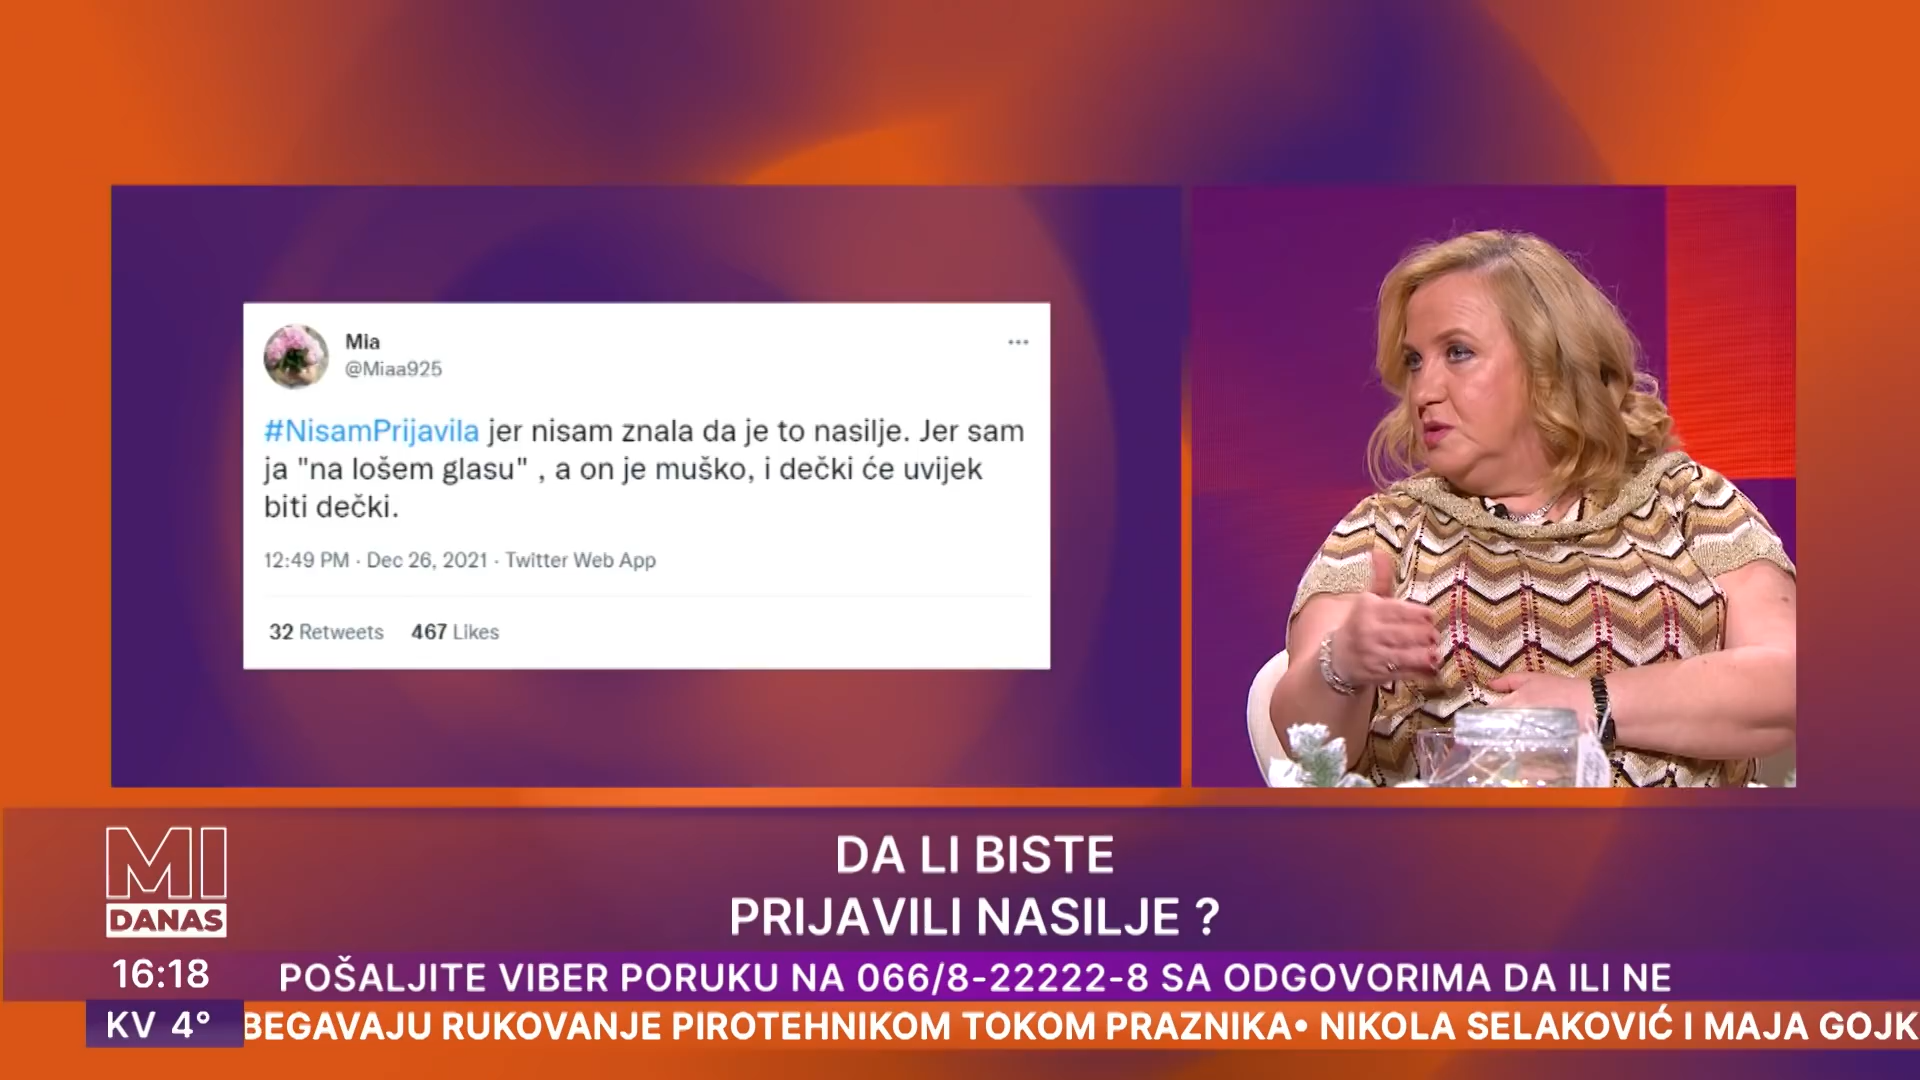 Mia
@Miaa925
#NisamPrijavila jer nisam znala da je to nasilje. Jer sam
ja "na lošem glasu" , a on je muško, i dečki će uvijek
biti dečki.
12:49 PM · Dec 26, 2021 · Twitter Web App
32 Retweets 467 Likes
MI
DANAS
DA LI BISTE
PRIJAVILI NASILJE ?
16:18
POŠALJITE VIBER PORUKU NA 066/8-22222-8 SA ODGOVORIMA DA ILI NE
KV 4°
BEGAVAJU RUKOVANJE PIROTEHNIKOM TOKOM PRAZNIKA• NIKOLA SELAKOVIĆ I MAJA GOJK